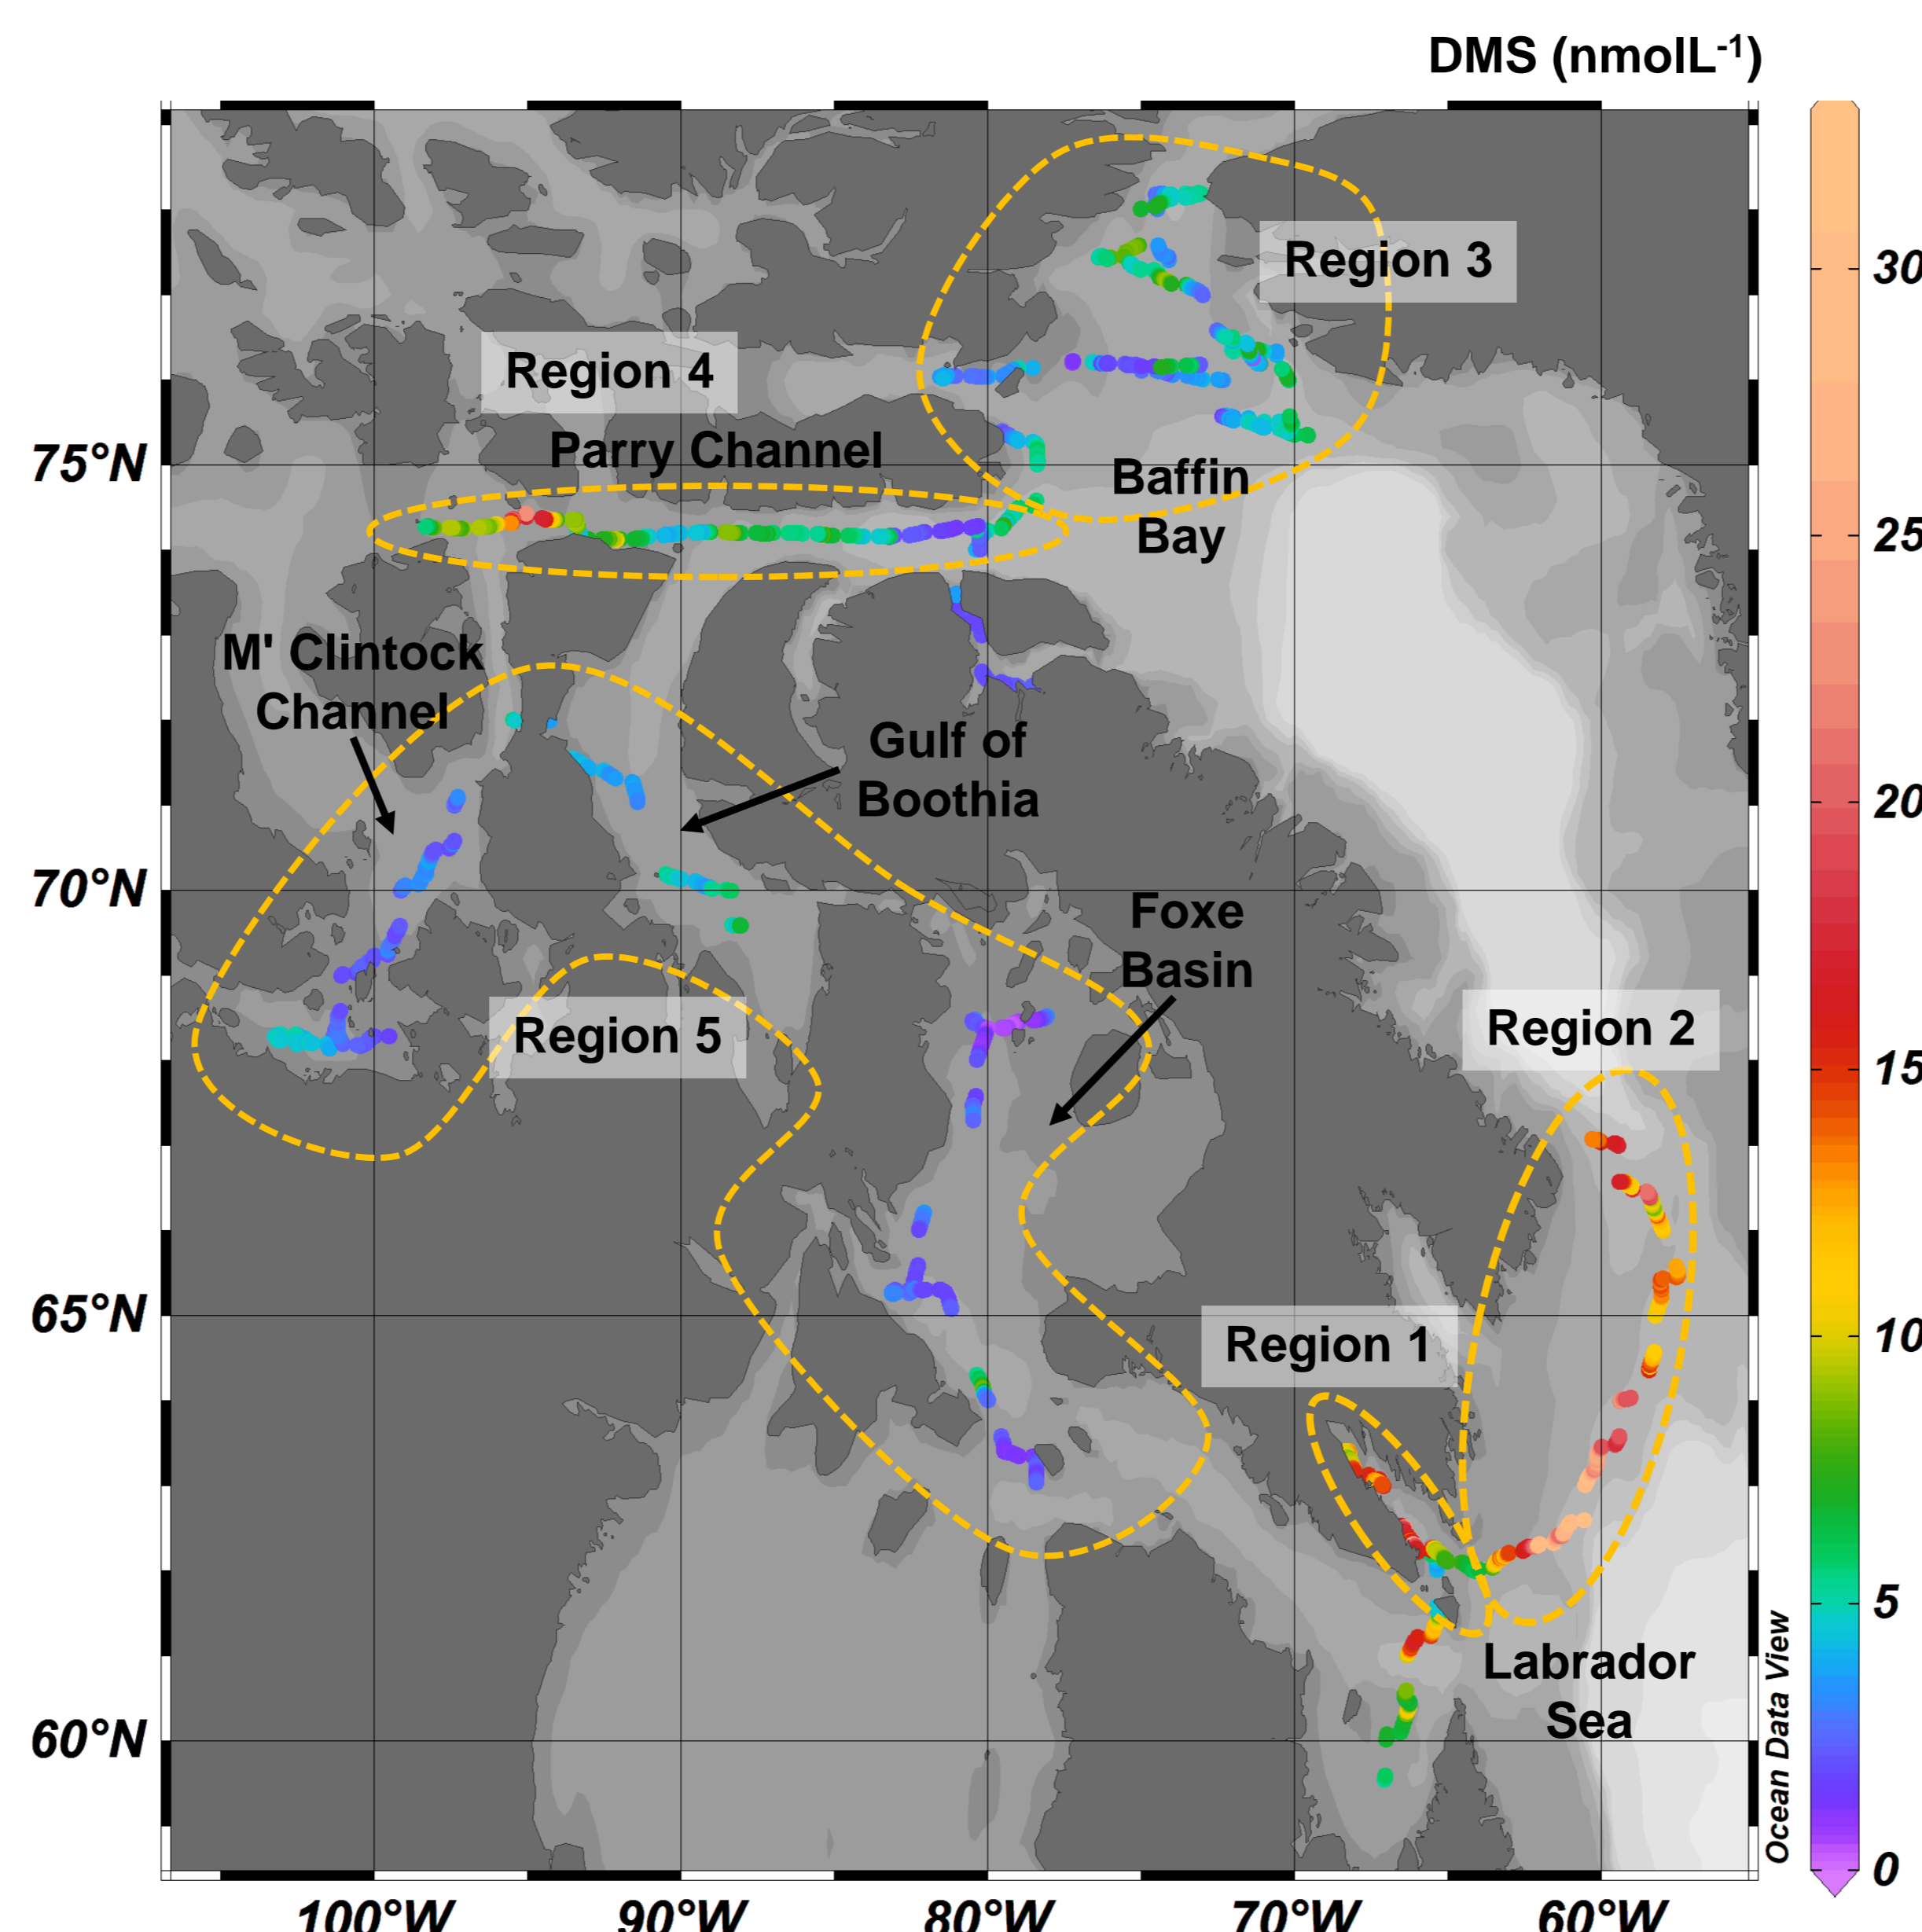 DMS (nmolL⁻¹)
Region 3
Region 4
Parry Channel
Baffin
Bay
M' Clintock
Channel
Gulf of
Boothia
Foxe
Basin
Region 5
Region 2
Region 1
Labrador
Sea
75°N
70°N
65°N
60°N
100°W
90°W
80°W
70°W
60°W
30
25
20
15
10
5
0
Ocean Data View